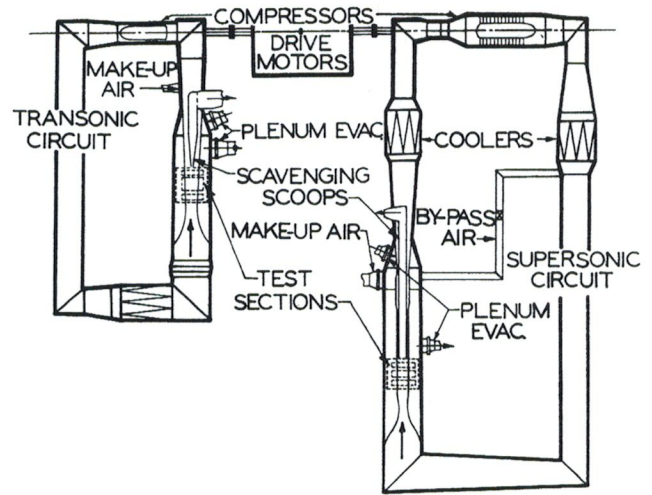 COMPRESSORS
DRIVE
MOTORS
MAKE-UP
AIR
TRANSONIC
CIRCUIT
PLENUM EVAC.
COOLERS
SCAVENGING
SCOOPS
BY-PASS
AIR
MAKE-UP AIR
SUPERSONIC
CIRCUIT
TEST
SECTIONS
PLENUM
EVAC.